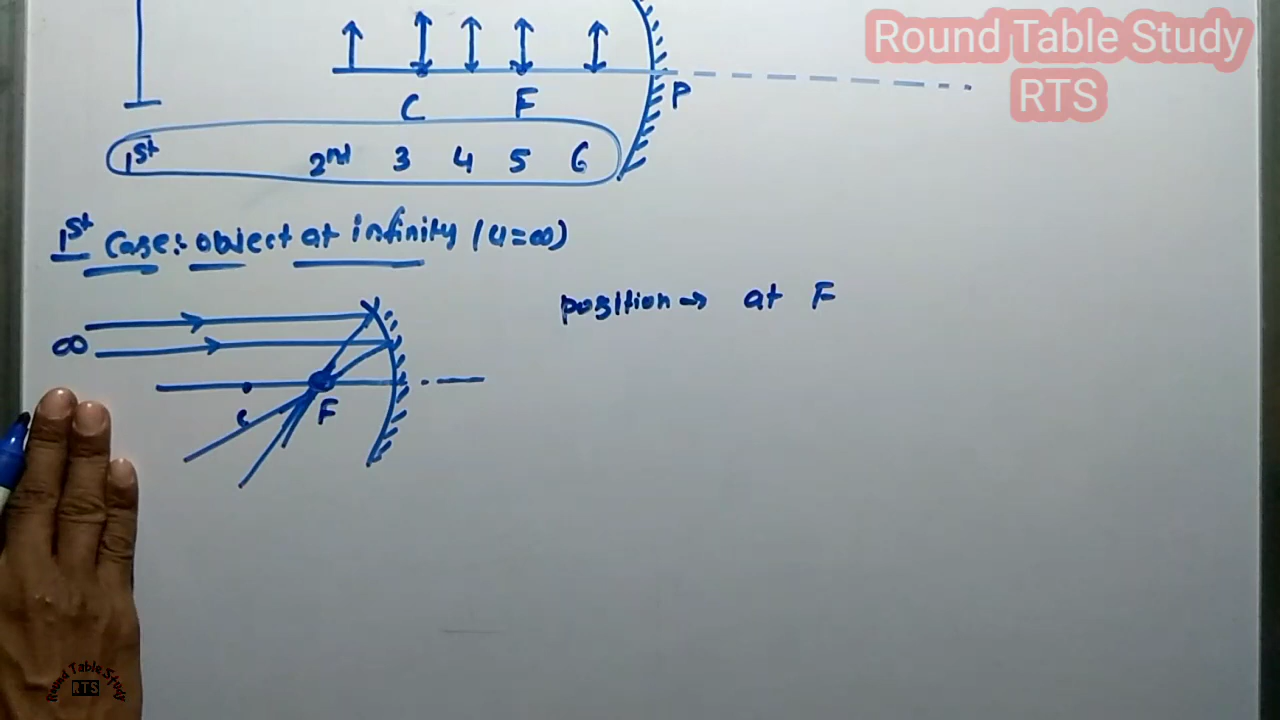 Round Table Study
RTS
C F P
1st 2nd 3 4 5 6
1st Case: object at infinity (u=∞)
position → at F
∞
C F
Round Table Study
RTS